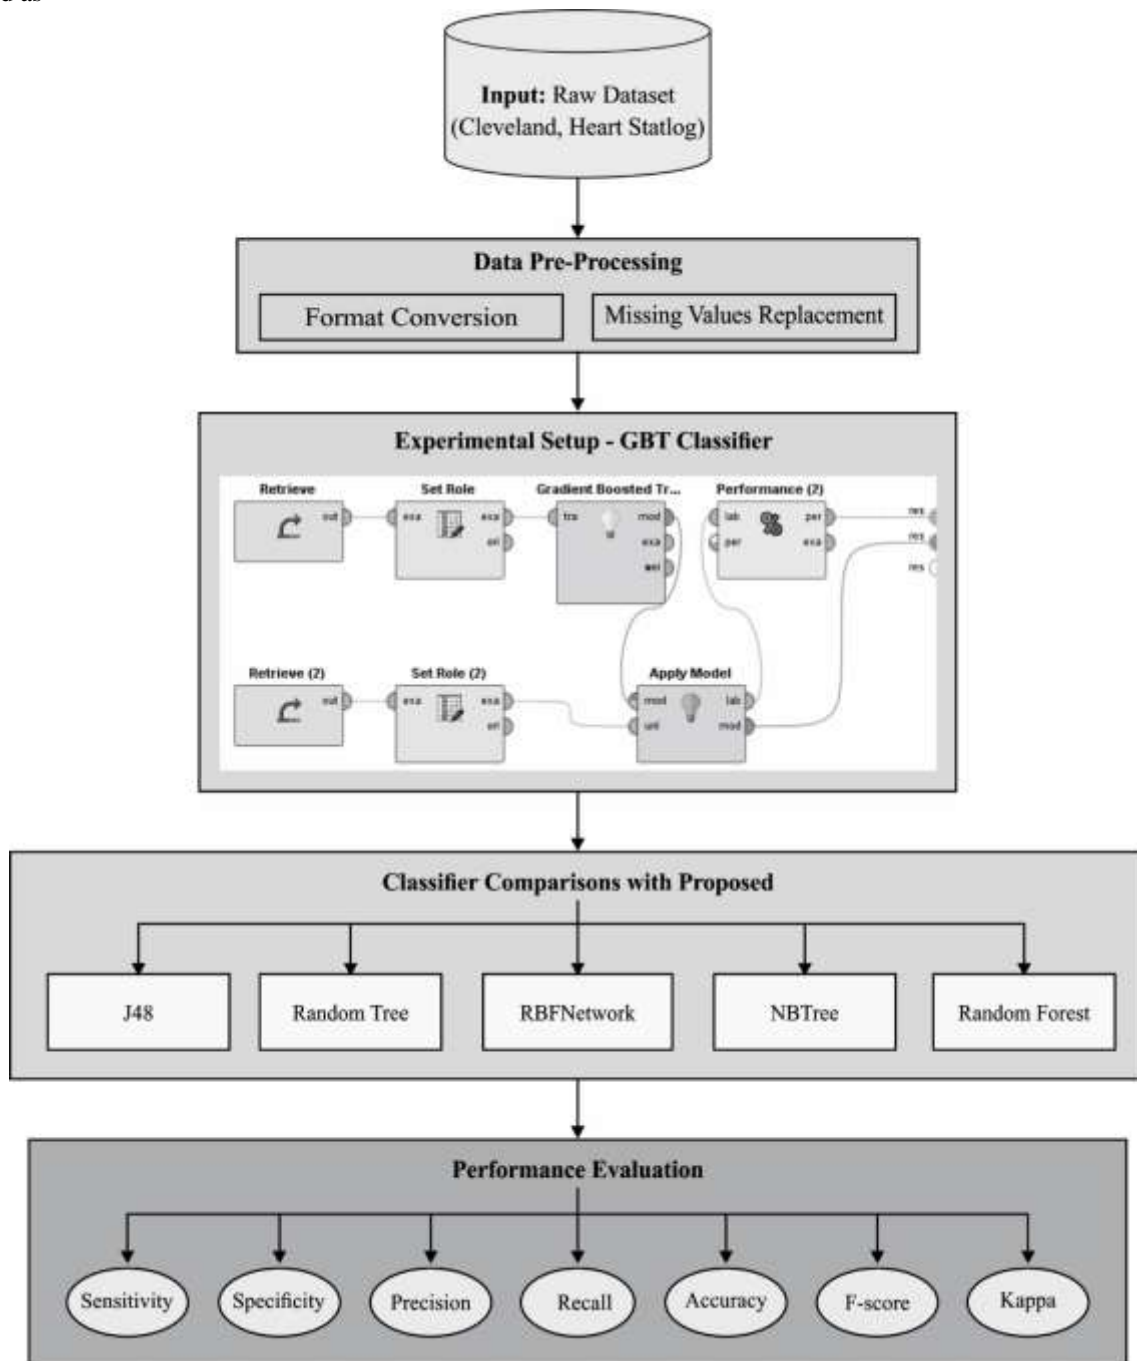 Input: Raw Dataset
(Cleveland, Heart Statlog)
Data Pre-Processing
Format Conversion
Missing Values Replacement
Experimental Setup - GBT Classifier
Retrieve
Set Role
Gradient Boosted Tr...
Performance (2)
out
exa
exa
ori
tra
mod
exa
wei
lab
per
per
exa
res
res
res
Retrieve (2)
Set Role (2)
Apply Model
out
exa
exa
ori
mod
unl
lab
mod
Classifier Comparisons with Proposed
J48
Random Tree
RBFNetwork
NBTree
Random Forest
Performance Evaluation
Sensitivity
Specificity
Precision
Recall
Accuracy
F-score
Kappa